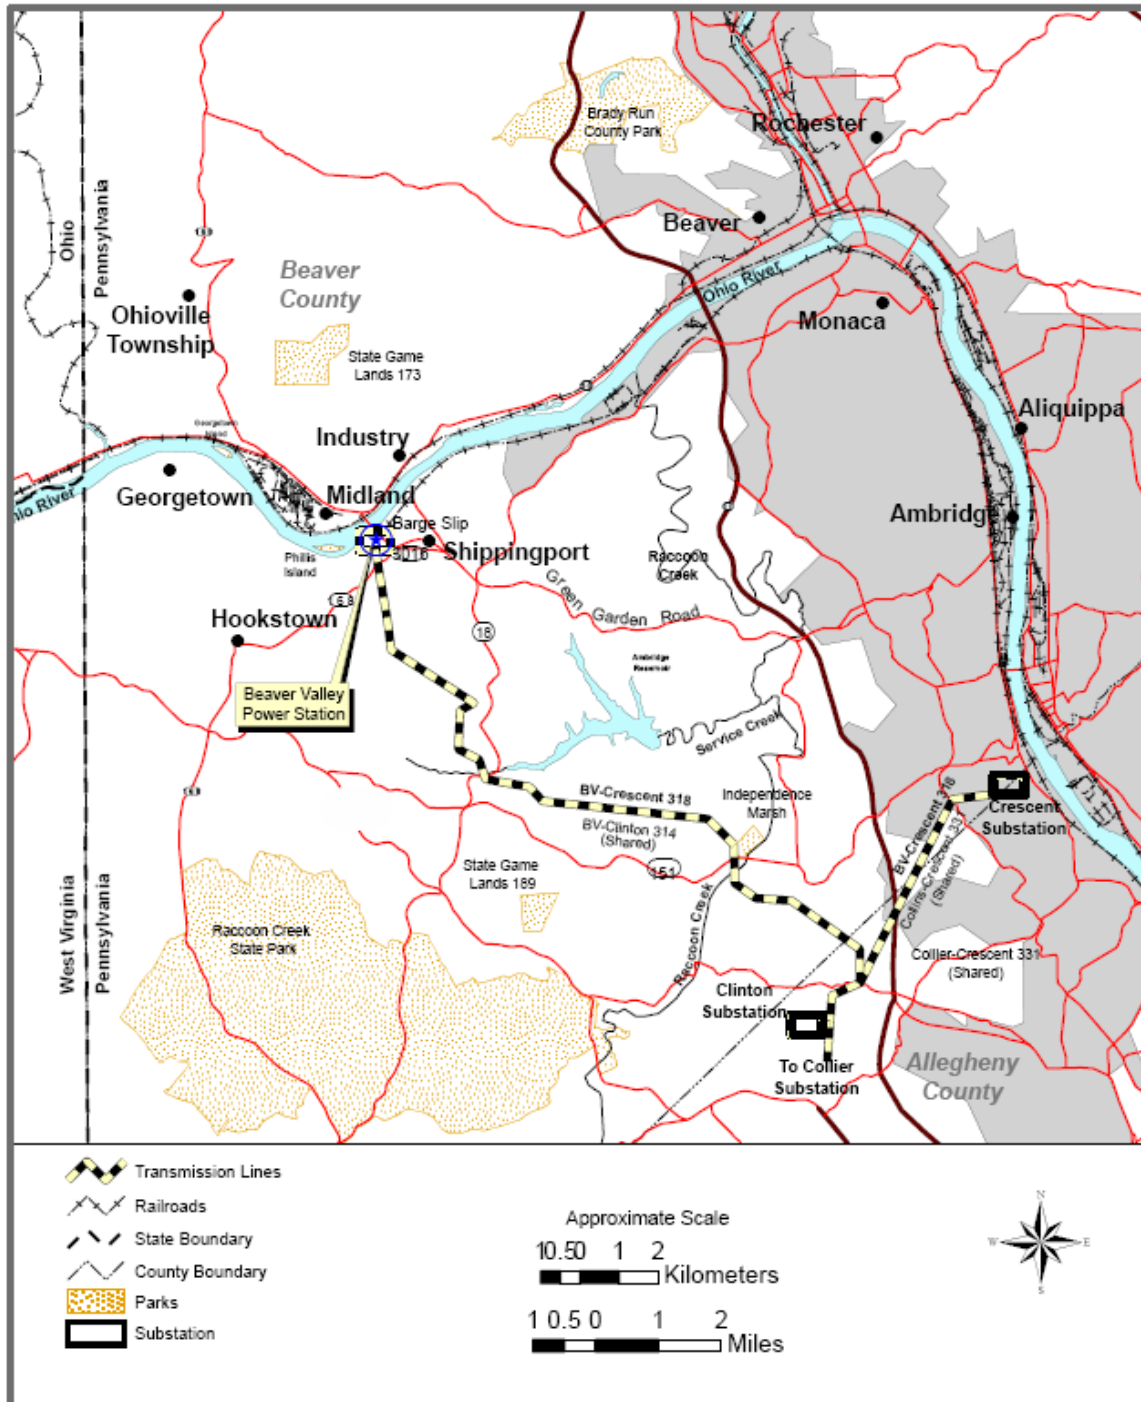 Brady Run
County Park
Rochester
Beaver
Ohio
Pennsylvania
Beaver
County
Ohio River
Ohioville
Township
Monaca
State Game
Lands 173
Aliquippa
Georgetown
Island
Industry
Georgetown
Midland
Ohio River
Barge Slip
Ambridge
3016
Shippingport
Phillis
Island
Raccoon
Creek
Green Garden Road
Hookstown
18
Ambridge
Reservoir
Beaver Valley
Power Station
Service Creek
BV-Crescent 318
Independence
Marsh
BV-Clinton 314
(Shared)
BV-Crescent 318
Crescent
Substation
151
State Game
Lands 189
Raccoon Creek
(Shared)
West Virginia
Pennsylvania
Raccoon Creek
State Park
Collier-Crescent 331
(Shared)
Clinton
Substation
To Collier
Substation
Allegheny
County
Transmission Lines
Railroads
State Boundary
County Boundary
Parks
Substation
Approximate Scale
1 0.5 0 1 2
Kilometers
1 0.5 0 1 2
Miles
N
W E
S